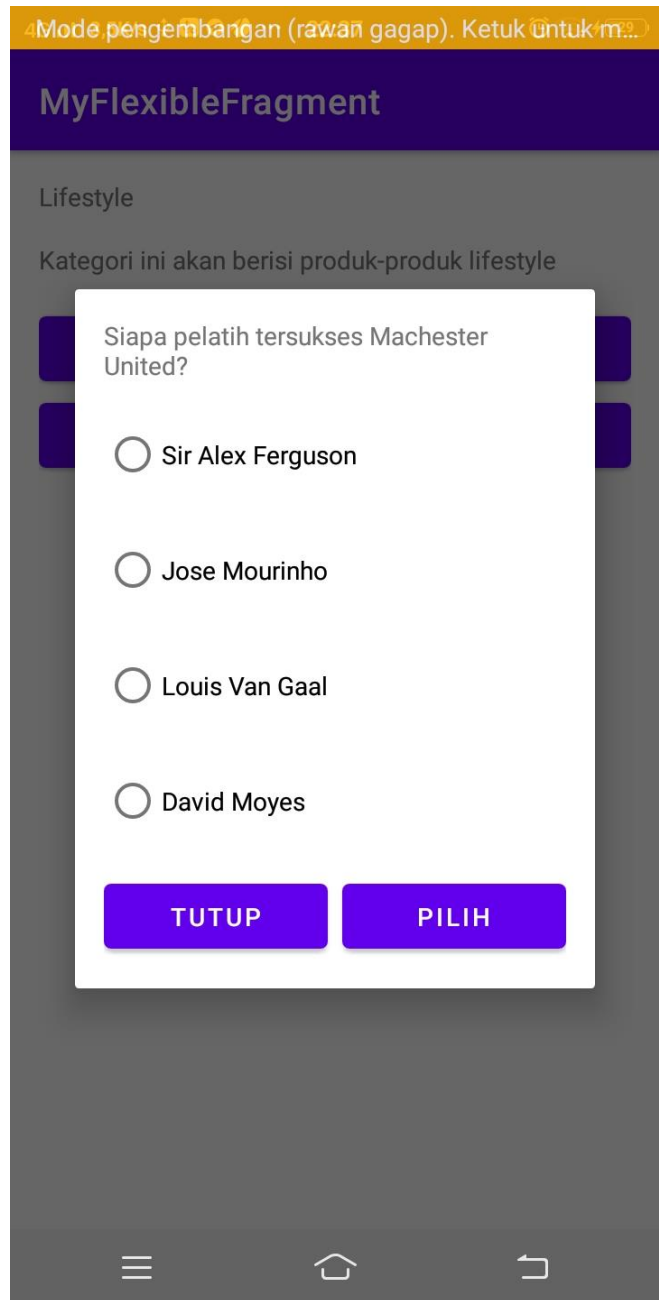 Mode pengembangan (rawan gagap). Ketuk untuk m...
MyFlexibleFragment
Lifestyle
Kategori ini akan berisi produk-produk lifestyle
Siapa pelatih tersukses Machester
United?
Sir Alex Ferguson
Jose Mourinho
Louis Van Gaal
David Moyes
TUTUP PILIH